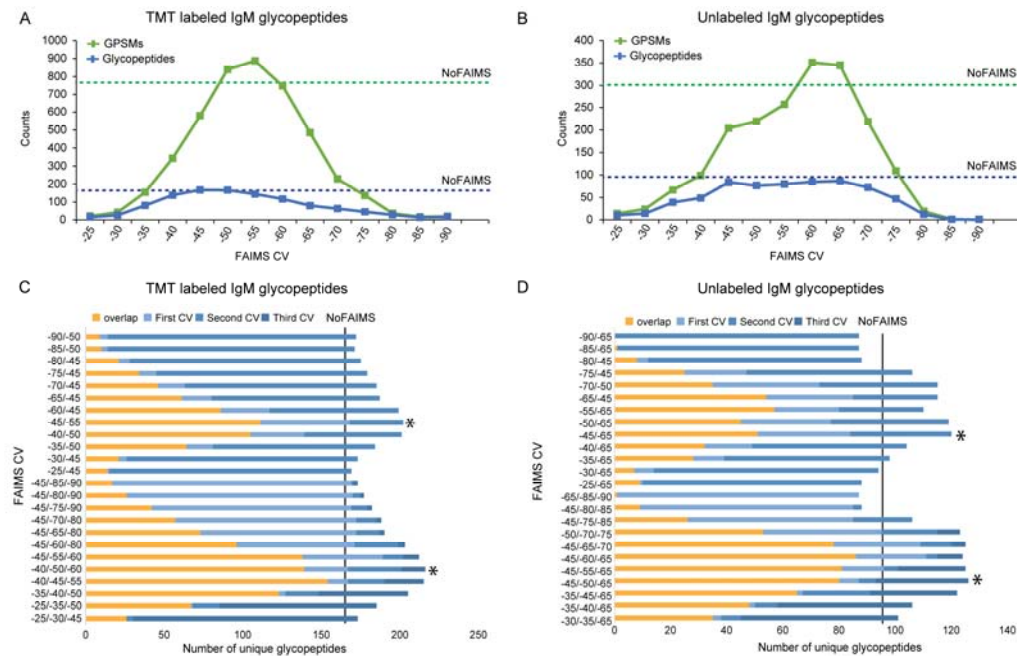 A
TMT labeled IgM glycopeptides
GPSMs
Glycopeptides
NoFAIMS
NoFAIMS
1000
900
800
700
600
500
400
300
200
100
0
Counts
-25 -30 -35 -40 -45 -50 -55 -60 -65 -70 -75 -80 -85 -90
FAIMS CV
B
Unlabeled IgM glycopeptides
GPSMs
Glycopeptides
NoFAIMS
NoFAIMS
400
350
300
250
200
150
100
50
0
Counts
-25 -30 -35 -40 -45 -50 -55 -60 -65 -70 -75 -80 -85 -90
FAIMS CV
C
TMT labeled IgM glycopeptides
overlap First CV Second CV Third CV NoFAIMS
-90/-50
-85/-50
-80/-45
-75/-45
-70/-45
-65/-45
-60/-45
-45/-55 *
-40/-50
-35/-50
-30/-45
-25/-45
-45/-85/-90
-45/-80/-90
-45/-75/-90
-45/-70/-80
-45/-65/-80
-45/-60/-80
-45/-55/-60
-40/-50/-60 *
-40/-45/-55
-35/-40/-50
-25/-35/-50
-25/-30/-45
FAIMS CV
0 50 100 150 200 250
Number of unique glycopeptides
D
Unlabeled IgM glycopeptides
overlap First CV Second CV Third CV NoFAIMS
-90/-65
-85/-65
-80/-45
-75/-45
-70/-50
-65/-45
-55/-65
-50/-65
-45/-65 *
-40/-65
-35/-65
-30/-65
-25/-65
-65/-85/-90
-45/-80/-85
-45/-75/-85
-50/-70/-75
-45/-65/-70
-45/-60/-65
-45/-55/-65
-45/-50/-65 *
-35/-45/-65
-35/-40/-65
-30/-35/-65
FAIMS CV
0 20 40 60 80 100 120 140
Number of unique glycopeptides